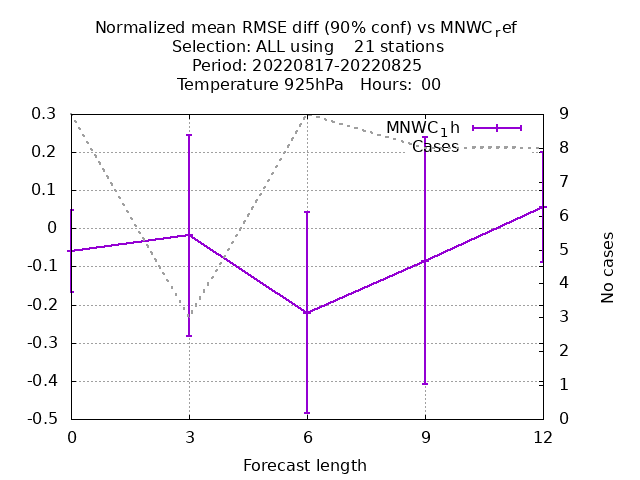 Normalized mean RMSE diff (90% conf) vs MNWCref
Selection: ALL using    21 stations
Period: 20220817-20220825
Temperature 925hPa   Hours:  00
MNWC1h
Cases
0.3
0.2
0.1
0
-0.1
-0.2
-0.3
-0.4
-0.5
9
8
7
6
5
4
3
2
1
0
No cases
0 3 6 9 12
Forecast length